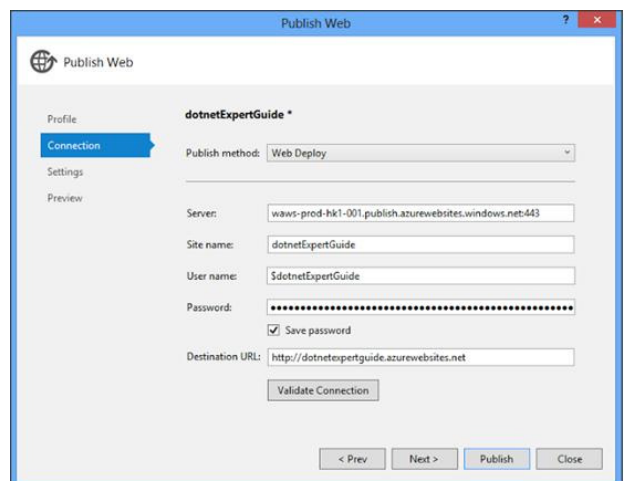 Publish Web
?
Publish Web
Profile
Connection
Settings
Preview
dotnetExpertGuide *
Publish method: Web Deploy
Server: waws-prod-hk1-001.publish.azurewebsites.windows.net:443
Site name: dotnetExpertGuide
User name: $dotnetExpertGuide
Password:
Save password
Destination URL: http://dotnetexpertguide.azurewebsites.net
Validate Connection
< Prev Next > Publish Close